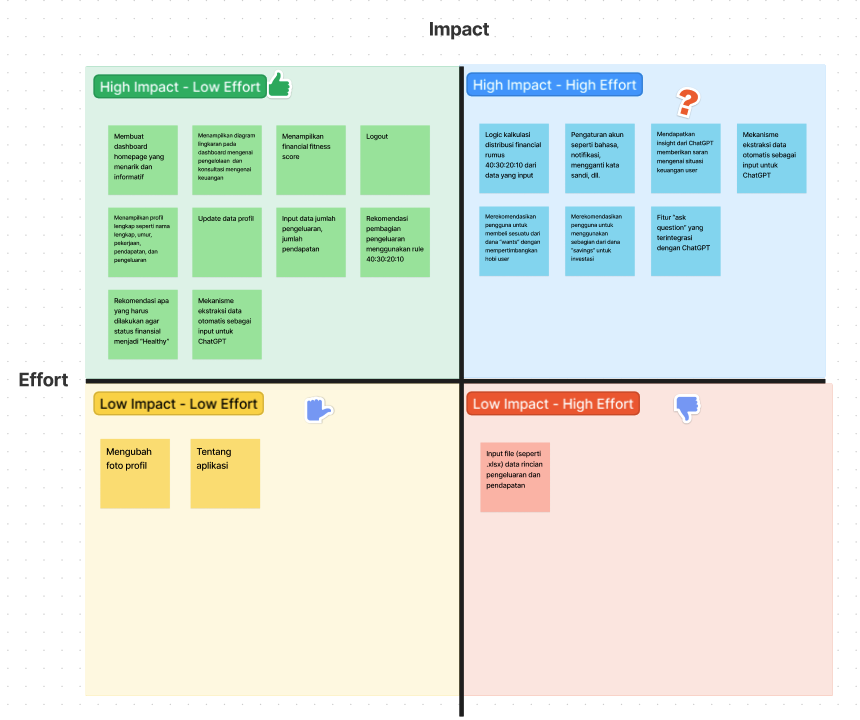 Impact
High Impact - Low Effort
Membuat
dashboard
homepage yang
menarik dan
informatif
Menampilkan diagram
lingkaran pada
dashboard mengenai
pengelolaan dan
konsultasi mengenai
keuangan
Menampilkan
financial fitness
score
Logout
Menampilkan profil
lengkap seperti nama
lengkap, umur,
pekerjaan,
pendapatan, dan
pengeluaran
Update data profil
Input data jumlah
pengeluaran,
jumlah
pendapatan
Rekomendasi
pembagian
pengeluaran
menggunakan rule
40:30:20:10
Rekomendasi apa
yang harus
dilakukan agar
status finansial
menjadi "Healthy"
Mekanisme
ekstraksi data
otomatis sebagai
input untuk
ChatGPT
High Impact - High Effort
?
Logic kalkulasi
distribusi financial
rumus
40:30:20:10 dari
data yang input
Pengaturan akun
seperti bahasa,
notifikasi,
mengganti kata
sandi, dll.
Mendapatkan
insight dari ChatGPT
memberikan saran
mengenai situasi
keuangan user
Mekanisme
ekstraksi data
otomatis sebagai
input untuk
ChatGPT
Merekomendasikan
pengguna untuk
membeli sesuatu dari
dana "wants" dengan
mempertimbangkan
hobi user
Merekomendasikan
pengguna untuk
menggunakan
sebagian dari dana
"savings" untuk
investasi
Fitur "ask
question" yang
terintegrasi
dengan ChatGPT
Effort
Low Impact - Low Effort
Mengubah
foto profil
Tentang
aplikasi
Low Impact - High Effort
Input file (seperti
.xlsx) data rincian
pengeluaran dan
pendapatan